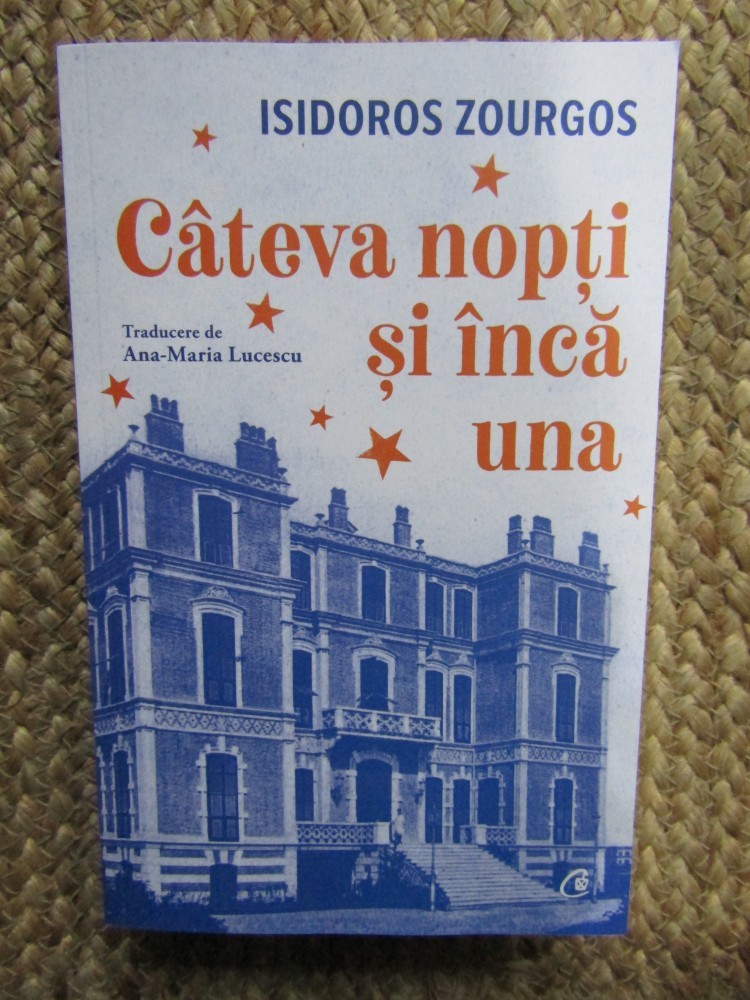 ISIDOROS ZOURGOS
Câteva nopți
și încă
una
Traducere de
Ana-Maria Lucescu